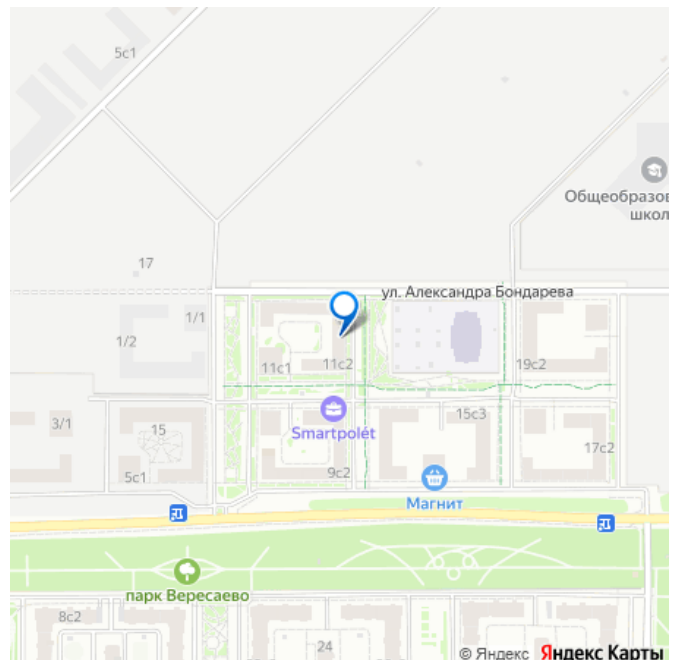 5с1
Общеобразов
школ
17
ул. Александра Бондарева
1/1
1/2
11с1
11с2
19с2
3/1
15
Smartpolét
15с3
5с1
9с2
17с2
Магнит
парк Вересаево
8с2
24
© Яндекс Яндекс Карты